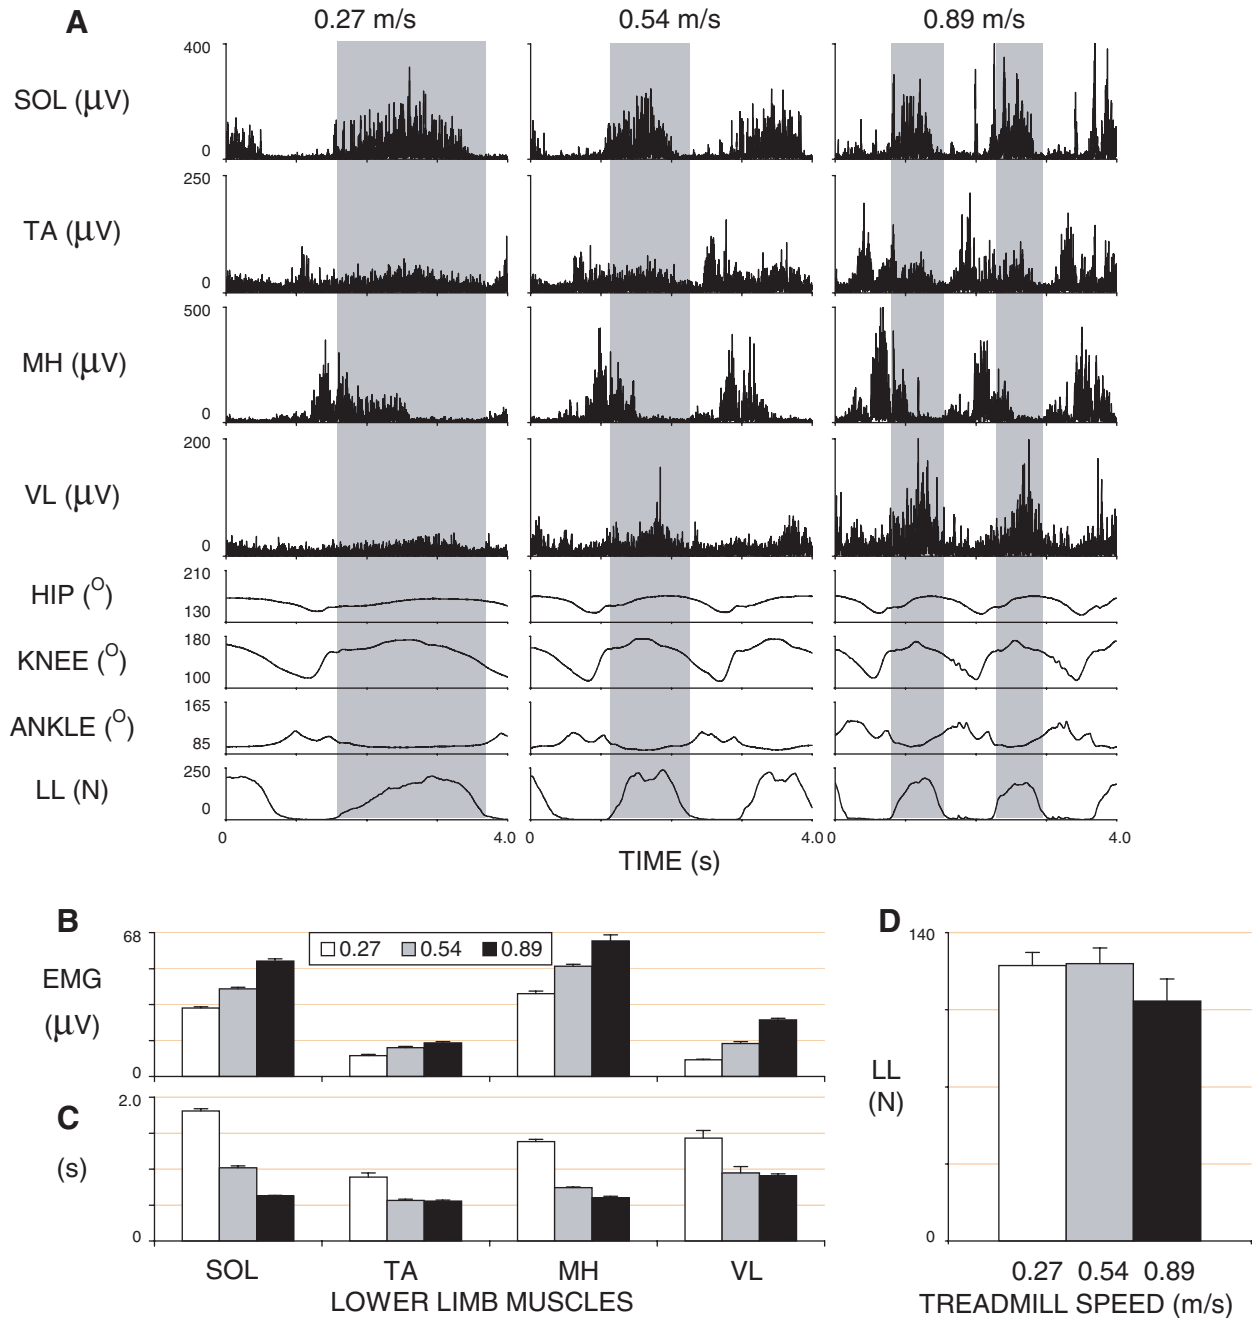 A 0.27 m/s 0.54 m/s 0.89 m/s
400
SOL (μV)
0
250
TA (μV)
0
500
MH (μV)
0
200
VL (μV)
0
210
HIP (O)
130
180
KNEE (O)
100
165
ANKLE (O)
85
250
LL (N)
0
0 4.0 0 4.0 0 4.0
TIME (s)
B
68
0.27 0.54 0.89
EMG
(μV)
0
C
2.0
(s)
0
SOL TA MH VL
LOWER LIMB MUSCLES
D
140
LL
(N)
0
0.27 0.54 0.89
TREADMILL SPEED (m/s)